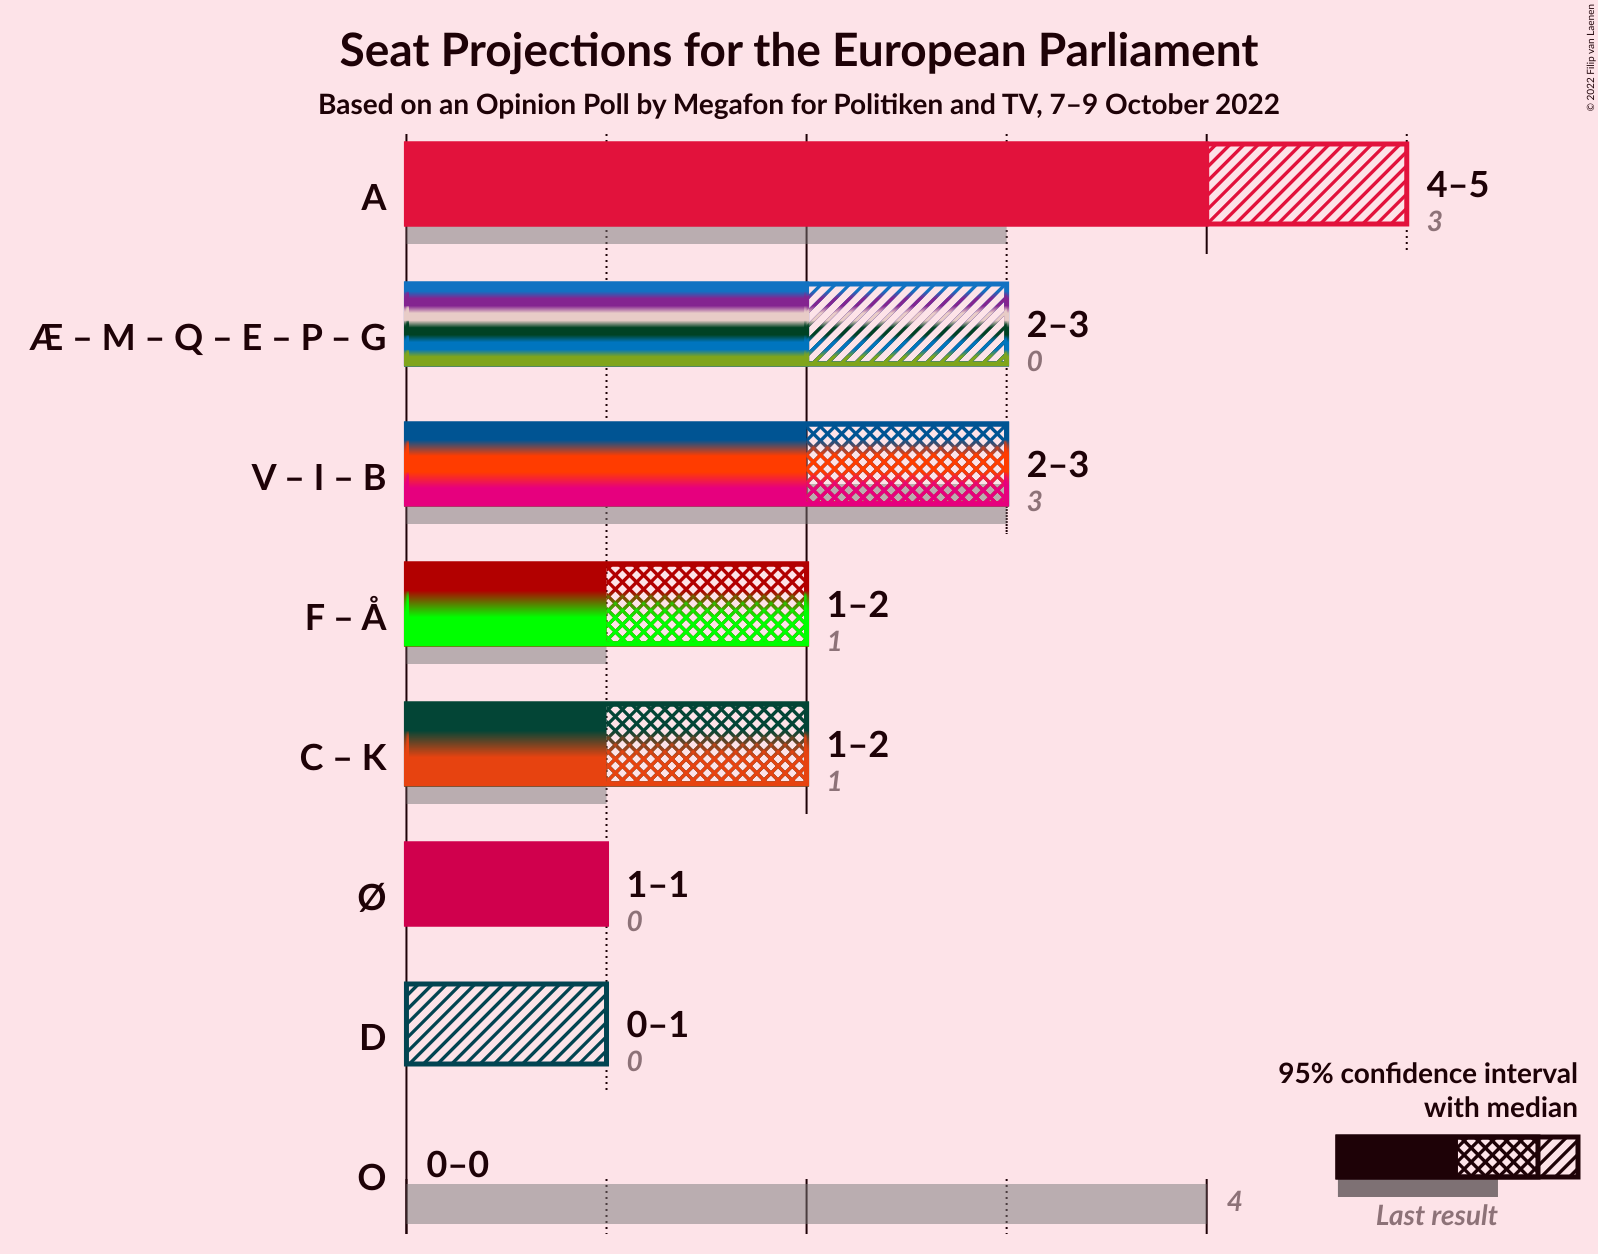 Seat Projections for the European Parliament
Based on an Opinion Poll by Megafon for Politiken and TV, 7–9 October 2022
© 2022 Filip van Laenen
A
4–5
3
Æ – M – Q – E – P – G
2–3
0
V – I – B
2–3
3
F – Å
1–2
1
C – K
1–2
1
Ø
1–1
0
D
0–1
0
O
0–0
4
95% confidence interval
with median
Last result